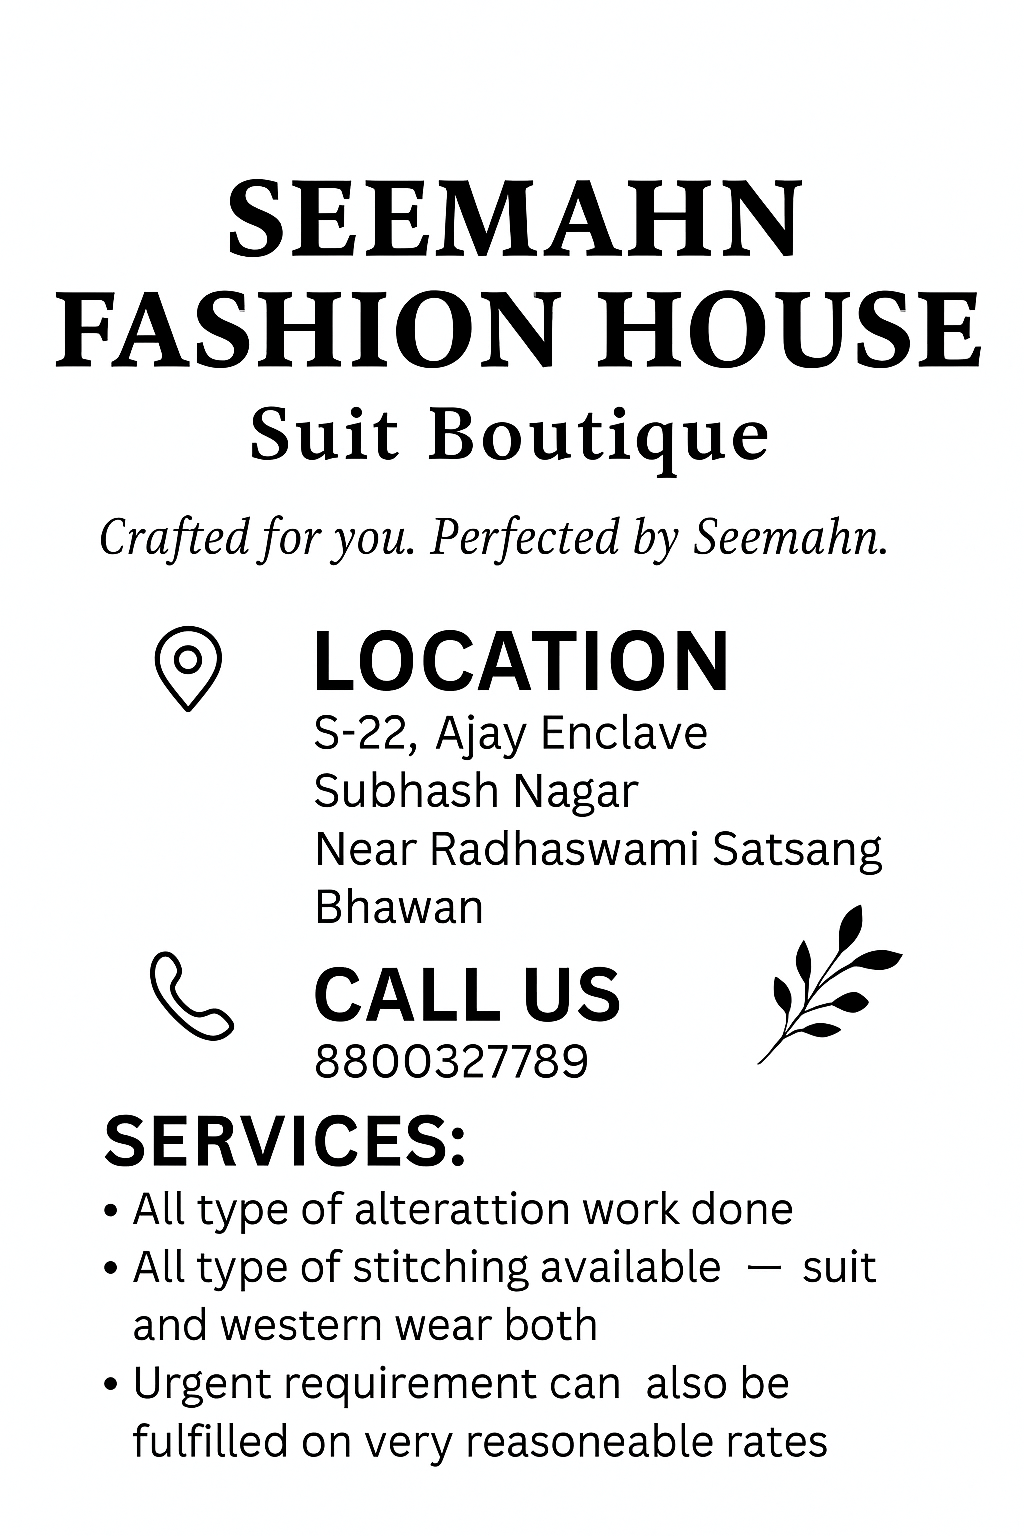 SEEMAHN
FASHION HOUSE
Suit Boutique
Crafted for you. Perfected by Seemahn.
LOCATION
S-22, Ajay Enclave
Subhash Nagar
Near Radhaswami Satsang
Bhawan
CALL US
8800327789
SERVICES:
• All type of alterattion work done
• All type of stitching available — suit
and western wear both
• Urgent requirement can also be
fulfilled on very reasoneable rates